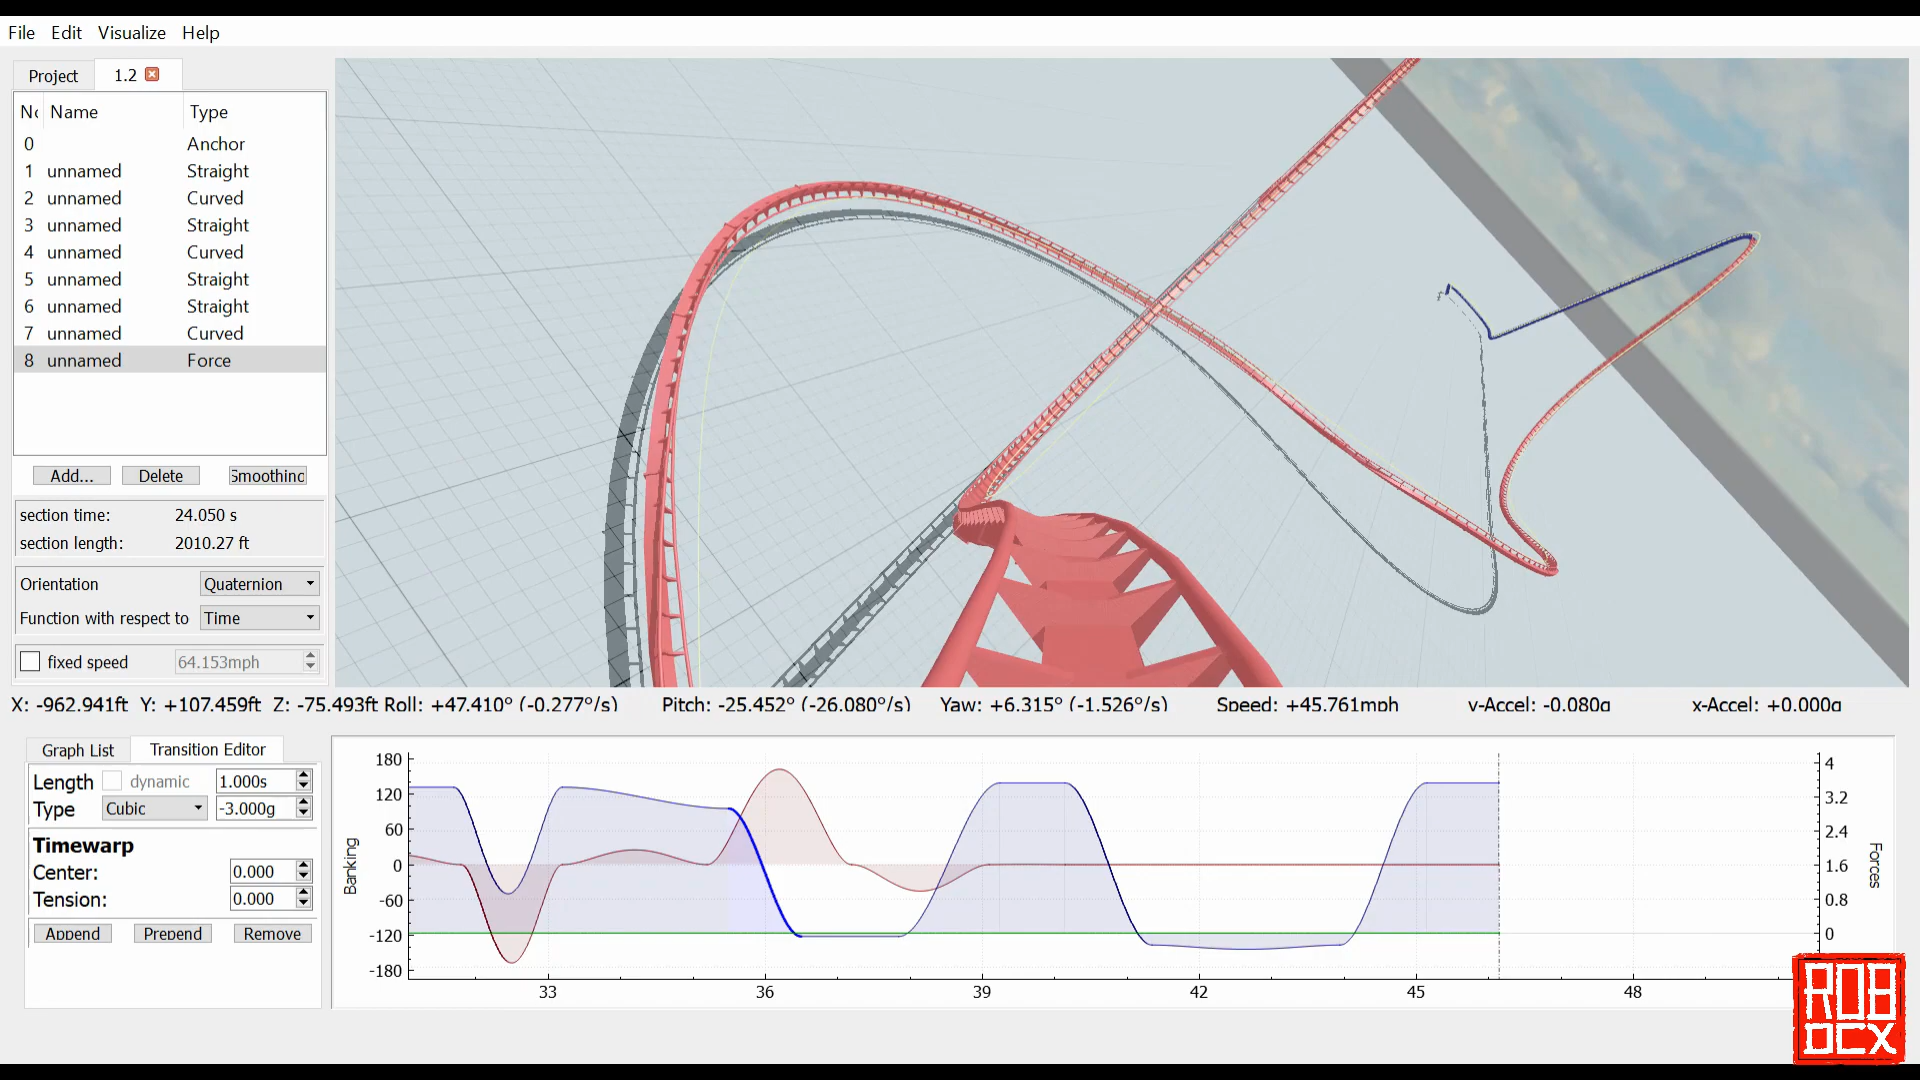 File Edit Visualize Help
Project 1.2
Name Type
0 Anchor
1 unnamed Straight
2 unnamed Curved
3 unnamed Straight
4 unnamed Curved
5 unnamed Straight
6 unnamed Straight
7 unnamed Curved
8 unnamed Force
Add... Delete Smoothing
section time: 24.050 s
section length: 2010.27 ft
Orientation Quaternion
Function with respect to Time
fixed speed 64.153mph
X: -962.941ft Y: +107.459ft Z: -75.493ft Roll: +47.410° (-0.277°/s) Pitch: -25.452° (-26.080°/s) Yaw: +6.315° (-1.526°/s) Speed: +45.761mph v-Accel: -0.080g x-Accel: +0.000g
Graph List Transition Editor
Length dynamic 1.000s
Type Cubic -3.000g
Timewarp
Center: 0.000
Tension: 0.000
Append Prepend Remove
Banking
180
120
60
0
-60
-120
-180
33 36 39 42 45 48
4
3.2
2.4
1.6
0.8
0
Forces
ROB
OCX